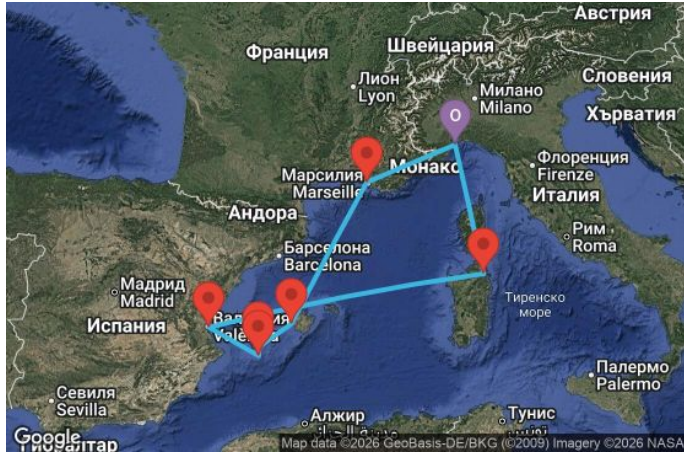 Австрия
Франция
Швейцария
Лион
Lyon
Милано
Milano
Словения
Хърватия
O
Марсилия
Marseille
Монако
Флоренция
Firenze
Италия
Андора
Рим
Roma
Барселона
Barcelona
Мадрид
Madrid
Испания
València
Тиренско
море
Палермо
Palermo
Севиля
Sevilla
Алжир
Тунис
تونس
Google
Map data ©2026 GeoBasis-DE/BKG (©2009) Imagery ©2026 NASA